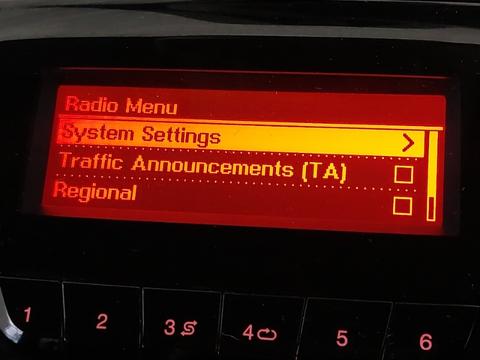 Radio Menu
System Settings
Traffic Announcements (TA)
Regional
1 2 3 4 5 6